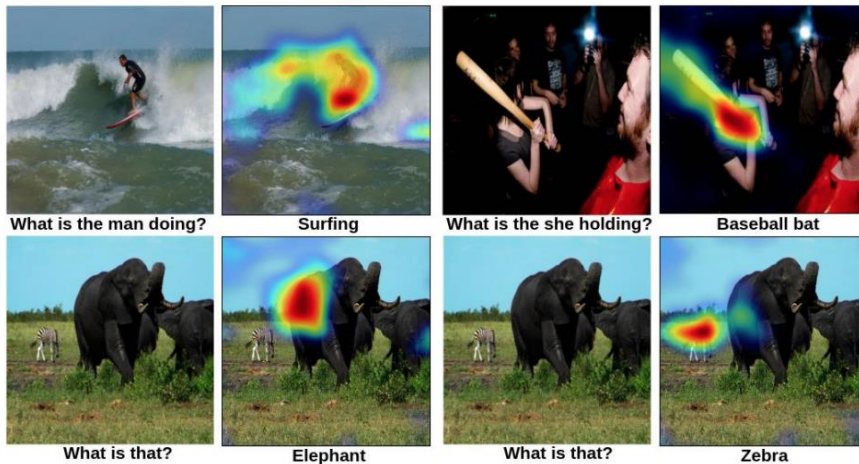 What is the man doing?
Surfing
What is the she holding?
Baseball bat
What is that?
Elephant
What is that?
Zebra